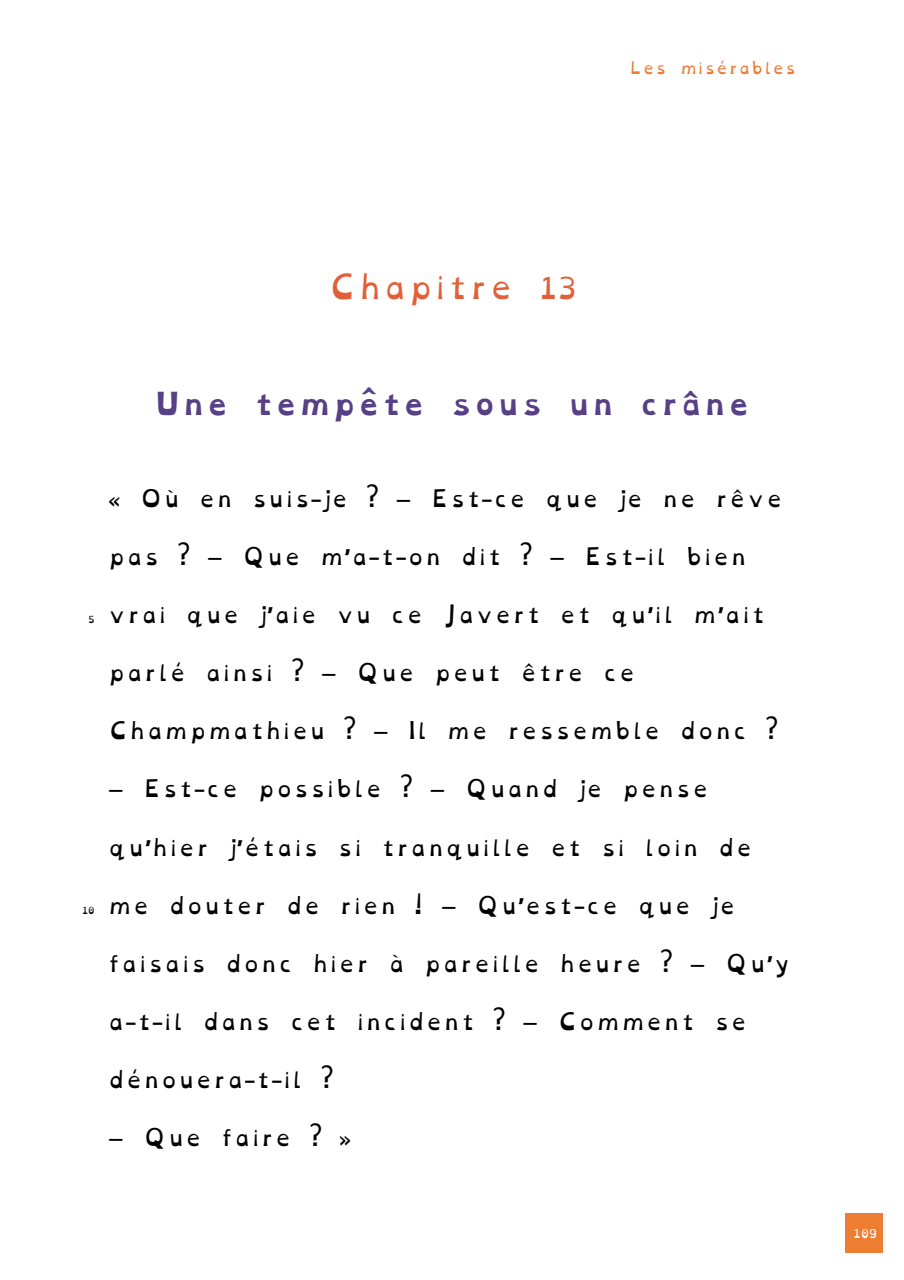 Les misérables
Chapitre 13
Une tempête sous un crâne
« Où en suis-je ? – Est-ce que je ne rêve
pas ? – Que m'a-t-on dit ? – Est-il bien
5 vrai que j'aie vu ce Javert et qu'il m'ait
parlé ainsi ? – Que peut être ce
Champmathieu ? – Il me ressemble donc ?
– Est-ce possible ? – Quand je pense
qu'hier j'étais si tranquille et si loin de
10 me douter de rien ! – Qu'est-ce que je
faisais donc hier à pareille heure ? – Qu'y
a-t-il dans cet incident ? – Comment se
dénouera-t-il ?
– Que faire ? »
109